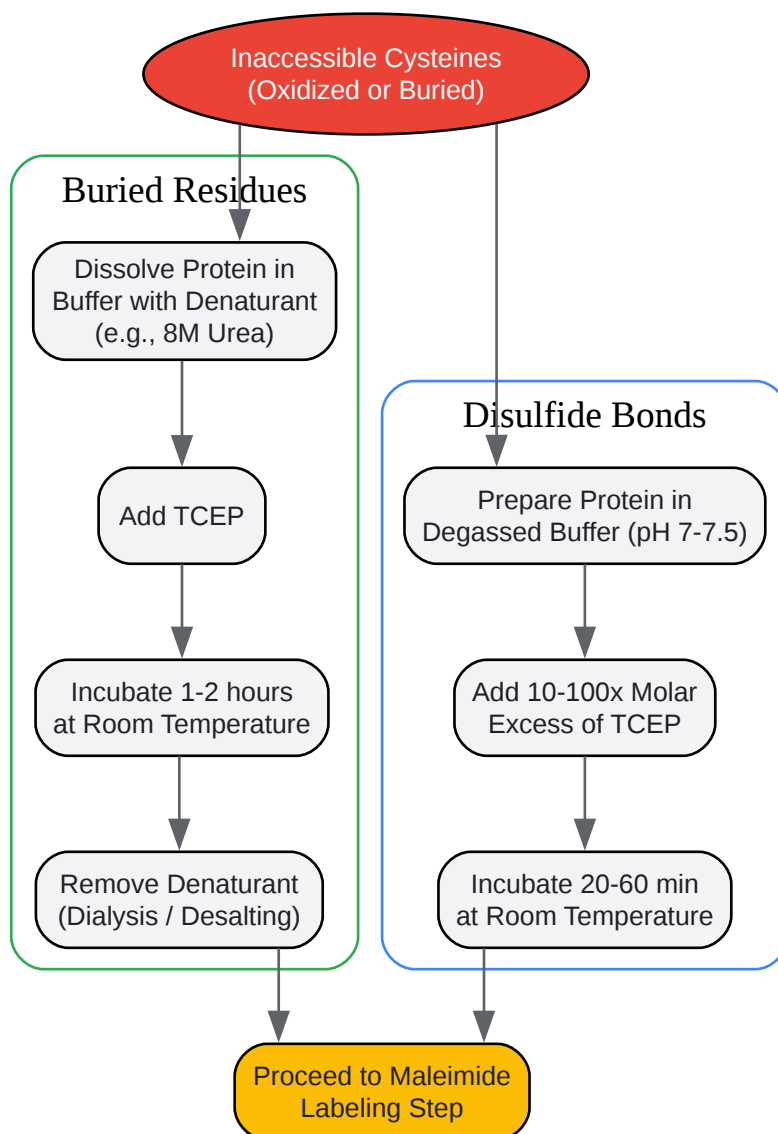 Inaccessible Cysteines
(Oxidized or Buried)
Buried Residues
Dissolve Protein in
Buffer with Denaturant
(e.g., 8M Urea)
Add TCEP
Incubate 1-2 hours
at Room Temperature
Remove Denaturant
(Dialysis / Desalting)
Disulfide Bonds
Prepare Protein in
Degassed Buffer (pH 7-7.5)
Add 10-100x Molar
Excess of TCEP
Incubate 20-60 min
at Room Temperature
Proceed to Maleimide
Labeling Step